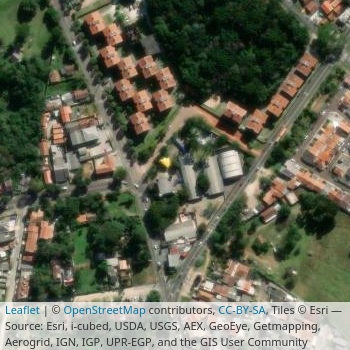 Leaflet | © OpenStreetMap contributors, CC-BY-SA, Tiles © Esri —
Source: Esri, i-cubed, USDA, USGS, AEX, GeoEye, Getmapping,
Aerogrid, IGN, IGP, UPR-EGP, and the GIS User Community